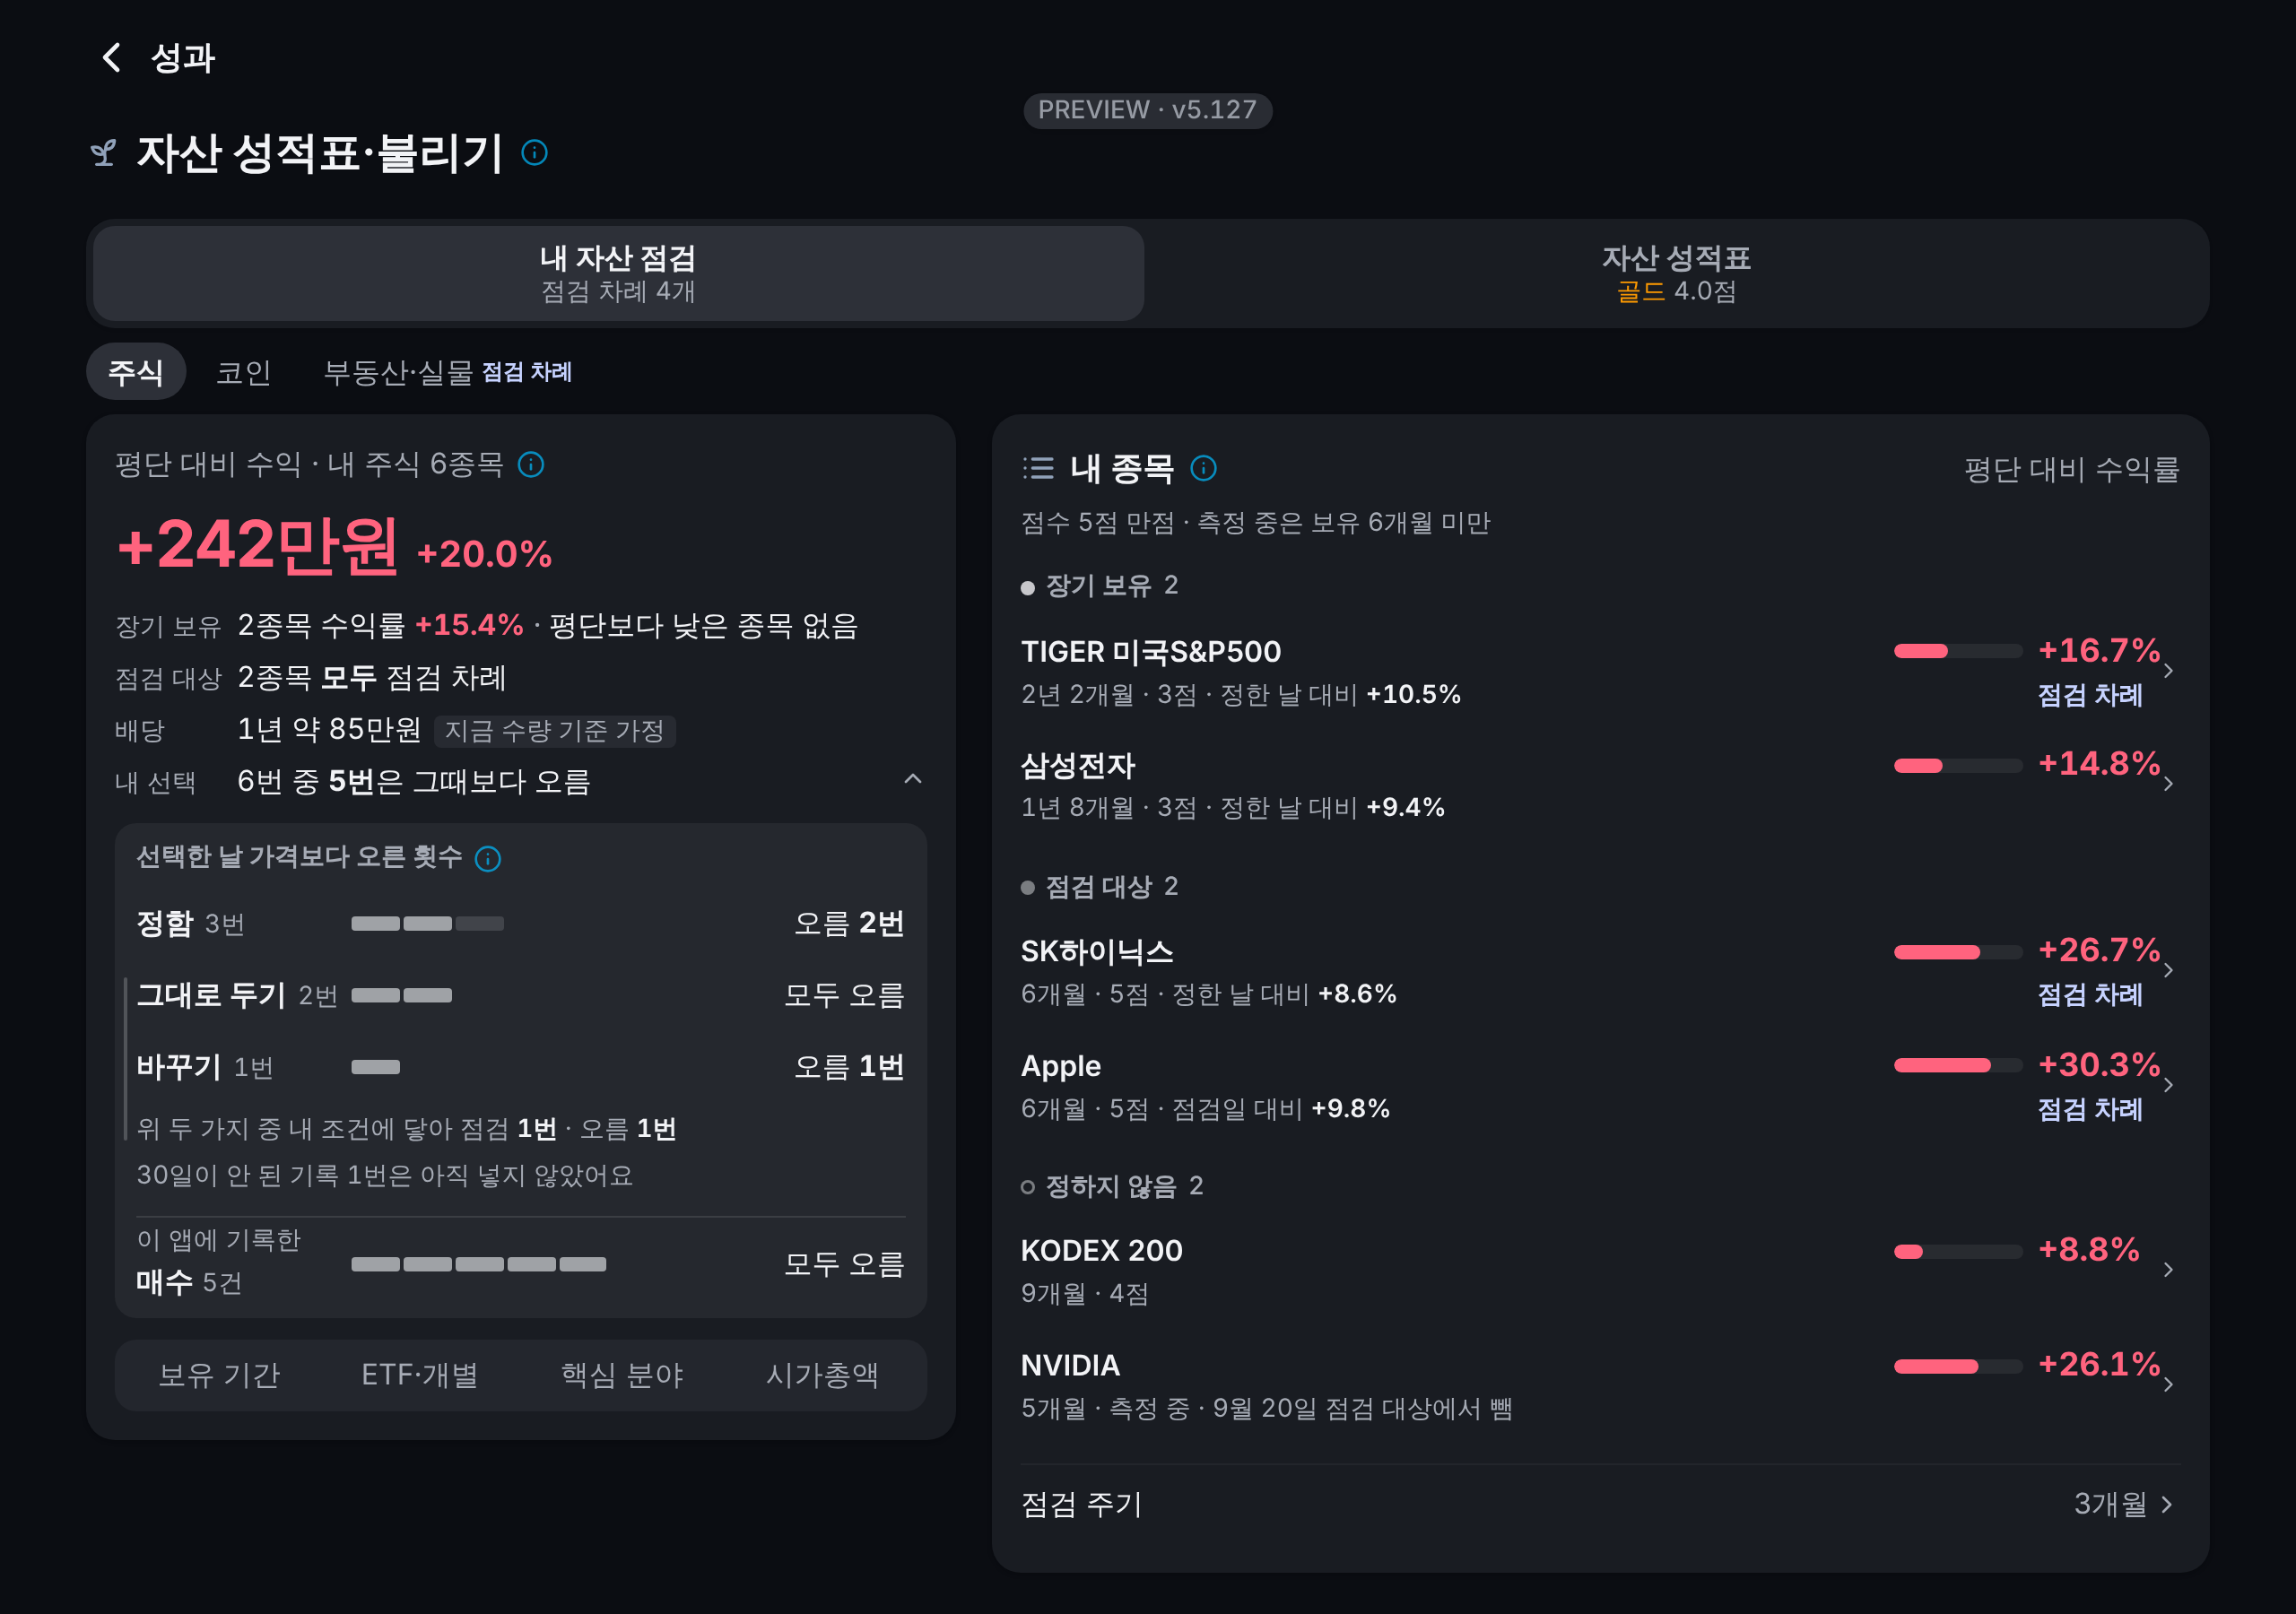 성과
PREVIEW · v5.127
자산 성적표·불리기
내 자산 점검
점검 차례 4개
자산 성적표
골드 4.0점
주식
코인
부동산·실물 점검 차례
평단 대비 수익 · 내 주식 6종목
+242만원 +20.0%
장기 보유 2종목 수익률 +15.4% · 평단보다 낮은 종목 없음
점검 대상 2종목 모두 점검 차례
배당 1년 약 85만원 지금 수량 기준 가정
내 선택 6번 중 5번은 그때보다 오름
선택한 날 가격보다 오른 횟수
정함 3번 오름 2번
그대로 두기 2번 모두 오름
바꾸기 1번 오름 1번
위 두 가지 중 내 조건에 닿아 점검 1번 · 오름 1번
30일이 안 된 기록 1번은 아직 넣지 않았어요
이 앱에 기록한
매수 5건 모두 오름
보유 기간 ETF·개별 핵심 분야 시가총액
내 종목 평단 대비 수익률
점수 5점 만점 · 측정 중은 보유 6개월 미만
장기 보유 2
TIGER 미국S&P500 +16.7%
2년 2개월 · 3점 · 정한 날 대비 +10.5% 점검 차례
삼성전자 +14.8%
1년 8개월 · 3점 · 정한 날 대비 +9.4%
점검 대상 2
SK하이닉스 +26.7%
6개월 · 5점 · 정한 날 대비 +8.6% 점검 차례
Apple +30.3%
6개월 · 5점 · 점검일 대비 +9.8% 점검 차례
정하지 않음 2
KODEX 200 +8.8%
9개월 · 4점
NVIDIA +26.1%
5개월 · 측정 중 · 9월 20일 점검 대상에서 뺌
점검 주기 3개월